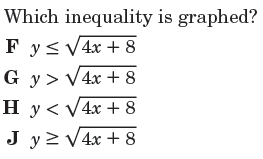 Which inequality is graphed?
F y ≤ √4x + 8
G y > √4x + 8
H y < √4x + 8
J y ≥ √4x + 8